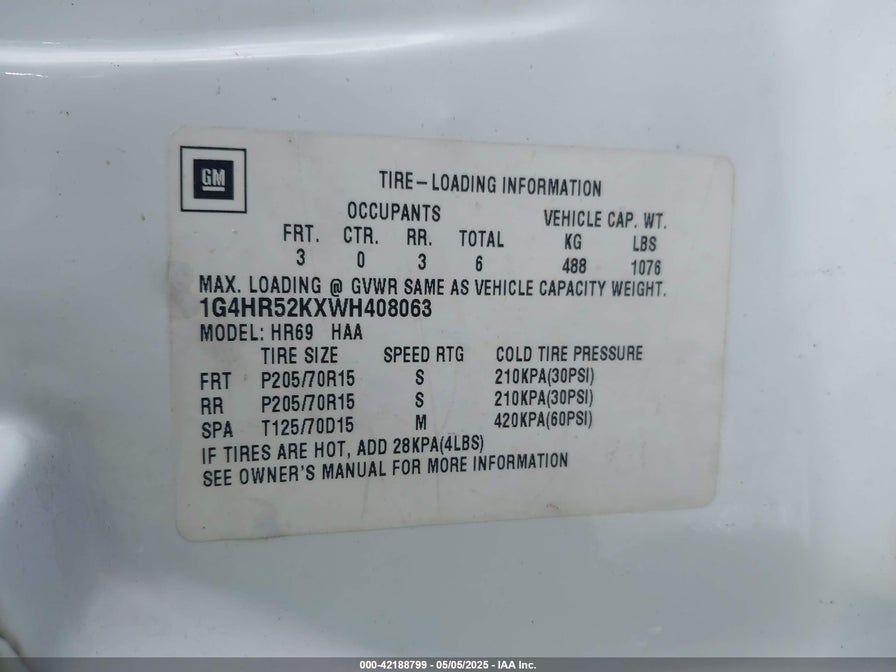 GM
TIRE-LOADING INFORMATION
OCCUPANTS VEHICLE CAP. WT.
FRT. CTR. RR. TOTAL KG LBS
3 0 3 6 488 1076
MAX. LOADING @ GVWR SAME AS VEHICLE CAPACITY WEIGHT.
1G4HR52KXWH408063
MODEL: HR69 HAA
TIRE SIZE SPEED RTG COLD TIRE PRESSURE
FRT P205/70R15 S 210KPA(30PSI)
RR P205/70R15 S 210KPA(30PSI)
SPA T125/70D15 M 420KPA(60PSI)
IF TIRES ARE HOT, ADD 28KPA(4LBS)
SEE OWNER'S MANUAL FOR MORE INFORMATION
000-42188799 - 05/05/2025 - IAA Inc.